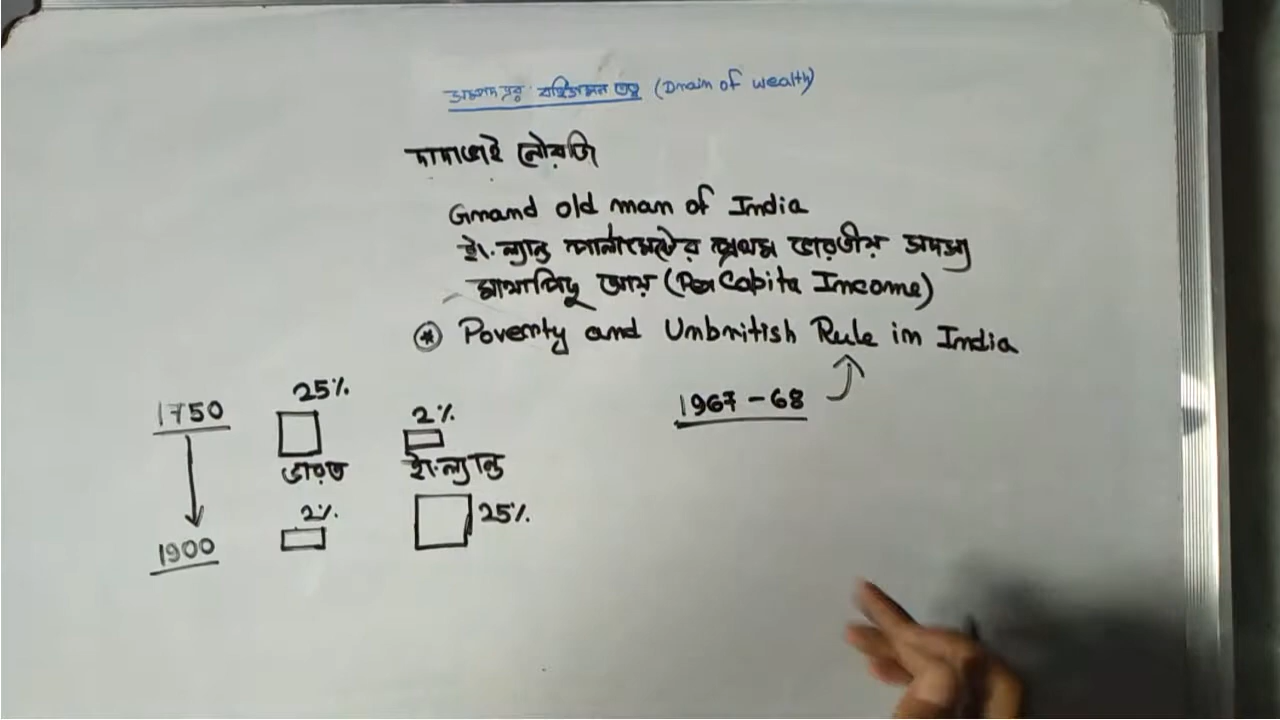 সম্পদের বহির্গমন তত্ত্ব (Drain of wealth)
দাদাভাই নৌরজি
Grand old man of India
ইংল্যান্ড পার্লামেন্টের প্রথম ভারতীয় সদস্য
মাথাপিছু আয় (Per Capita Income)
* Poverty and Unbritish Rule in India
1967-68
1750 25% 2%
ভারত ইংল্যান্ড
1900 2% 25%